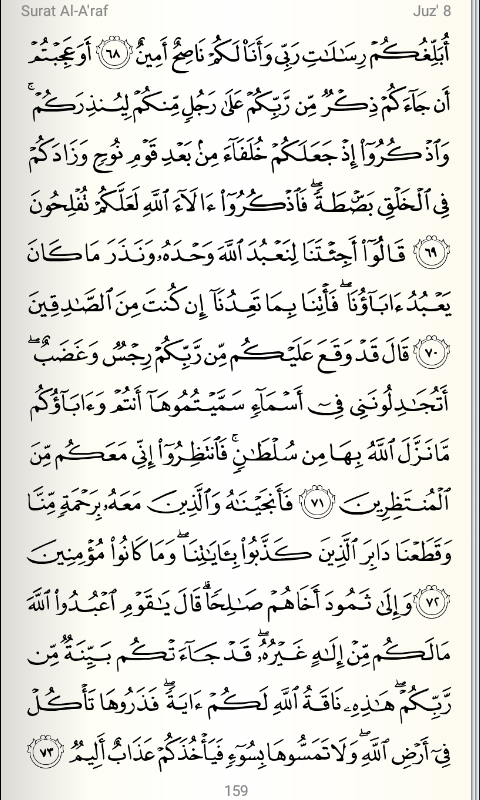 Surat Al-A'raf Juz' 8
أُبَلِّغُكُمْ رِسَٰلَٰتِ رَبِّى وَأَنَا۠ لَكُمْ نَاصِحٌ أَمِينٌ ٦٨ أَوَعَجِبْتُمْ
أَن جَآءَكُمْ ذِكْرٌ مِّن رَّبِّكُمْ عَلَىٰ رَجُلٍ مِّنكُمْ لِيُنذِرَكُمْ ۚ
وَٱذْكُرُوٓا۟ إِذْ جَعَلَكُمْ خُلَفَآءَ مِنۢ بَعْدِ قَوْمِ نُوحٍ وَزَادَكُمْ
فِى ٱلْخَلْقِ بَصْۜطَةً ۖ فَٱذْكُرُوٓا۟ ءَالَآءَ ٱللَّهِ لَعَلَّكُمْ تُفْلِحُونَ
٦٩ قَالُوٓا۟ أَجِئْتَنَا لِنَعْبُدَ ٱللَّهَ وَحْدَهُۥ وَنَذَرَ مَا كَانَ
يَعْبُدُ ءَابَآؤُنَا ۖ فَأْتِنَا بِمَا تَعِدُنَآ إِن كُنتَ مِنَ ٱلصَّٰدِقِينَ
٧٠ قَالَ قَدْ وَقَعَ عَلَيْكُم مِّن رَّبِّكُمْ رِجْسٌ وَغَضَبٌ ۖ
أَتُجَٰدِلُونَنِى فِىٓ أَسْمَآءٍ سَمَّيْتُمُوهَآ أَنتُمْ وَءَابَآؤُكُم
مَّا نَزَّلَ ٱللَّهُ بِهَا مِن سُلْطَٰنٍ ۚ فَٱنتَظِرُوٓا۟ إِنِّى مَعَكُم مِّنَ
ٱلْمُنتَظِرِينَ ٧١ فَأَنجَيْنَٰهُ وَٱلَّذِينَ مَعَهُۥ بِرَحْمَةٍ مِّنَّا
وَقَطَعْنَا دَابِرَ ٱلَّذِينَ كَذَّبُوا۟ بِـَٔايَٰتِنَا ۖ وَمَا كَانُوا۟ مُؤْمِنِينَ
٧٢ وَإِلَىٰ ثَمُودَ أَخَاهُمْ صَٰلِحًا ۗ قَالَ يَٰقَوْمِ ٱعْبُدُوا۟ ٱللَّهَ
مَا لَكُم مِّنْ إِلَٰهٍ غَيْرُهُۥ ۖ قَدْ جَآءَتْكُم بَيِّنَةٌ مِّن
رَّبِّكُمْ ۖ هَٰذِهِۦ نَاقَةُ ٱللَّهِ لَكُمْ ءَايَةً ۖ فَذَرُوهَا تَأْكُلْ
فِىٓ أَرْضِ ٱللَّهِ ۖ وَلَا تَمَسُّوهَا بِسُوٓءٍ فَيَأْخُذَكُمْ عَذَابٌ أَلِيمٌ ٧٣
159